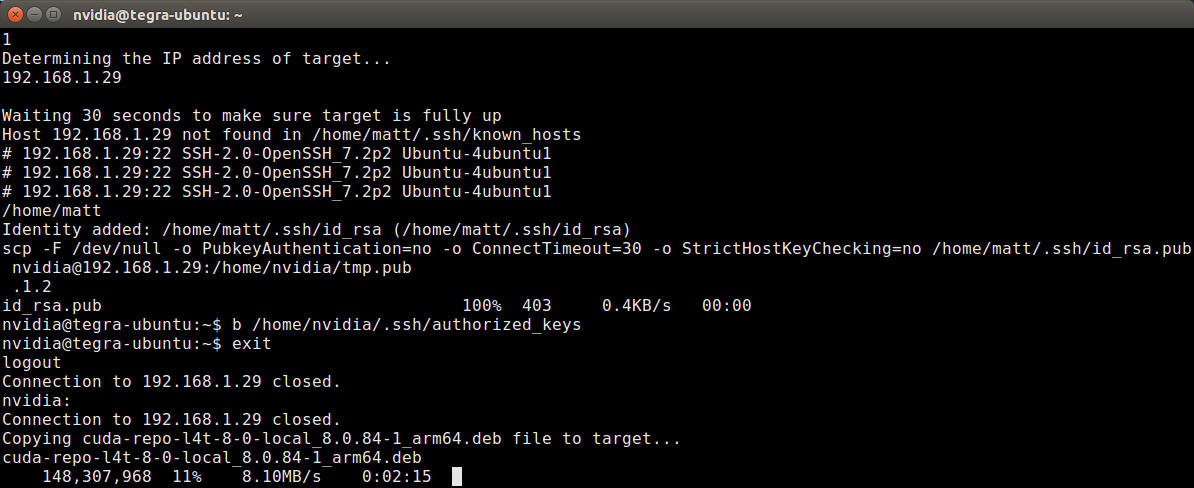 nvidia@tegra-ubuntu: ~
1
Determining the IP address of target...
192.168.1.29
Waiting 30 seconds to make sure target is fully up
Host 192.168.1.29 not found in /home/matt/.ssh/known_hosts
# 192.168.1.29:22 SSH-2.0-OpenSSH_7.2p2 Ubuntu-4ubuntu1
# 192.168.1.29:22 SSH-2.0-OpenSSH_7.2p2 Ubuntu-4ubuntu1
# 192.168.1.29:22 SSH-2.0-OpenSSH_7.2p2 Ubuntu-4ubuntu1
/home/matt
Identity added: /home/matt/.ssh/id_rsa (/home/matt/.ssh/id_rsa)
scp -F /dev/null -o PubkeyAuthentication=no -o ConnectTimeout=30 -o StrictHostKeyChecking=no /home/matt/.ssh/id_rsa.pub
nvidia@192.168.1.29:/home/nvidia/tmp.pub
.1.2
id_rsa.pub 100% 403 0.4KB/s 00:00
nvidia@tegra-ubuntu:~$ b /home/nvidia/.ssh/authorized_keys
nvidia@tegra-ubuntu:~$ exit
logout
Connection to 192.168.1.29 closed.
nvidia:
Connection to 192.168.1.29 closed.
Copying cuda-repo-l4t-8-0-local_8.0.84-1_arm64.deb file to target...
cuda-repo-l4t-8-0-local_8.0.84-1_arm64.deb
148,307,968 11% 8.10MB/s 0:02:15